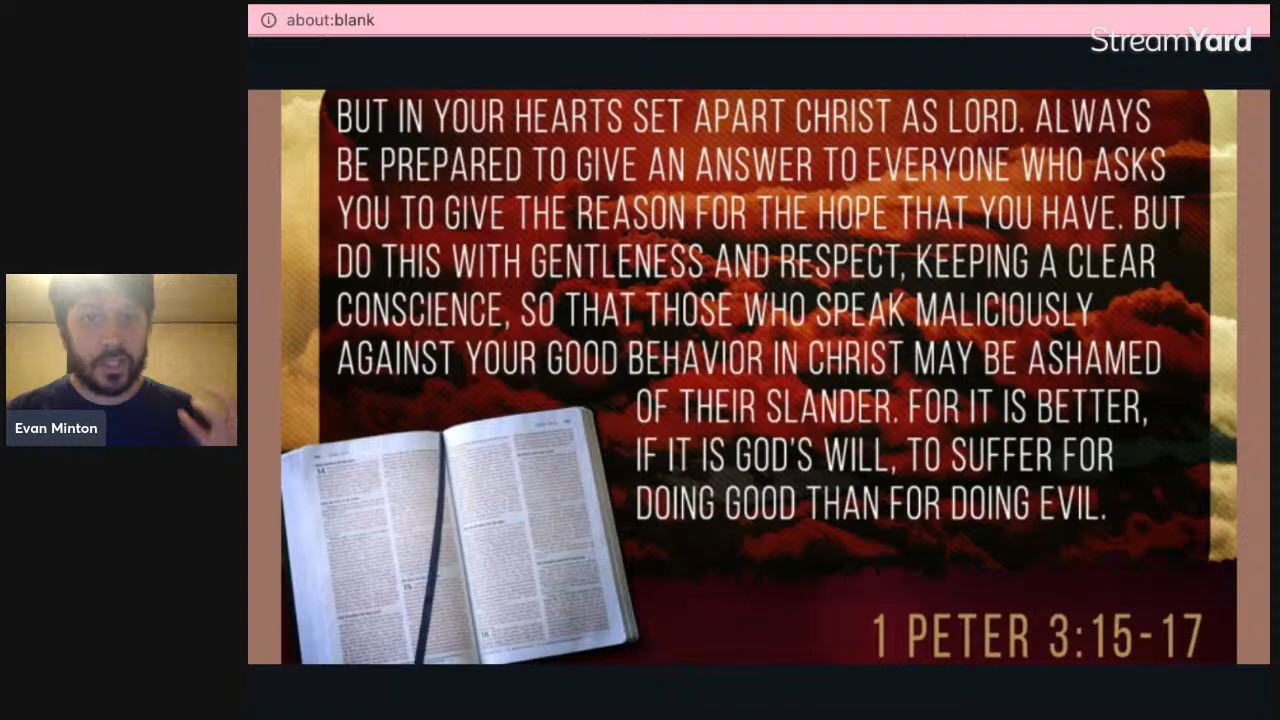 about:blank
StreamYard
BUT IN YOUR HEARTS SET APART CHRIST AS LORD. ALWAYS
BE PREPARED TO GIVE AN ANSWER TO EVERYONE WHO ASKS
YOU TO GIVE THE REASON FOR THE HOPE THAT YOU HAVE. BUT
DO THIS WITH GENTLENESS AND RESPECT, KEEPING A CLEAR
CONSCIENCE, SO THAT THOSE WHO SPEAK MALICIOUSLY
AGAINST YOUR GOOD BEHAVIOR IN CHRIST MAY BE ASHAMED
OF THEIR SLANDER. FOR IT IS BETTER,
IF IT IS GOD'S WILL, TO SUFFER FOR
DOING GOOD THAN FOR DOING EVIL.
1 PETER 3:15-17
Evan Minton